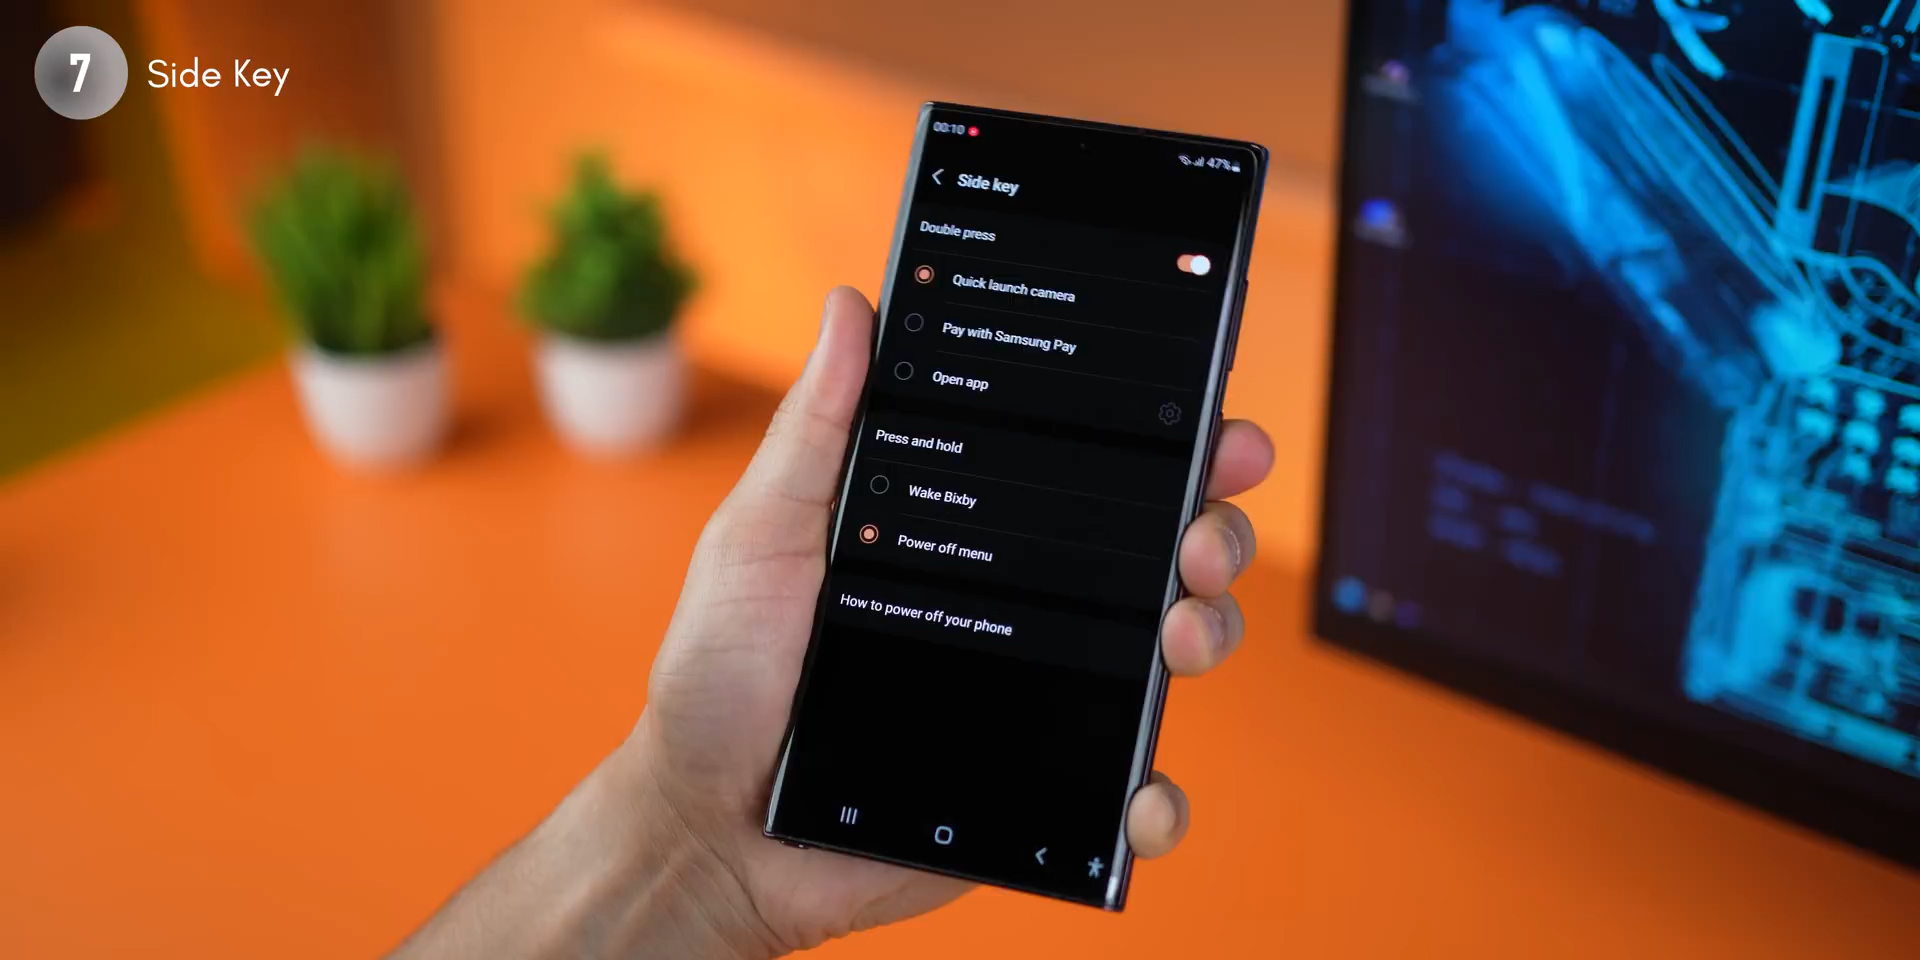 7 Side Key
00:10 47%
Side key
Double press
Quick launch camera
Pay with Samsung Pay
Open app
Press and hold
Wake Bixby
Power off menu
How to power off your phone